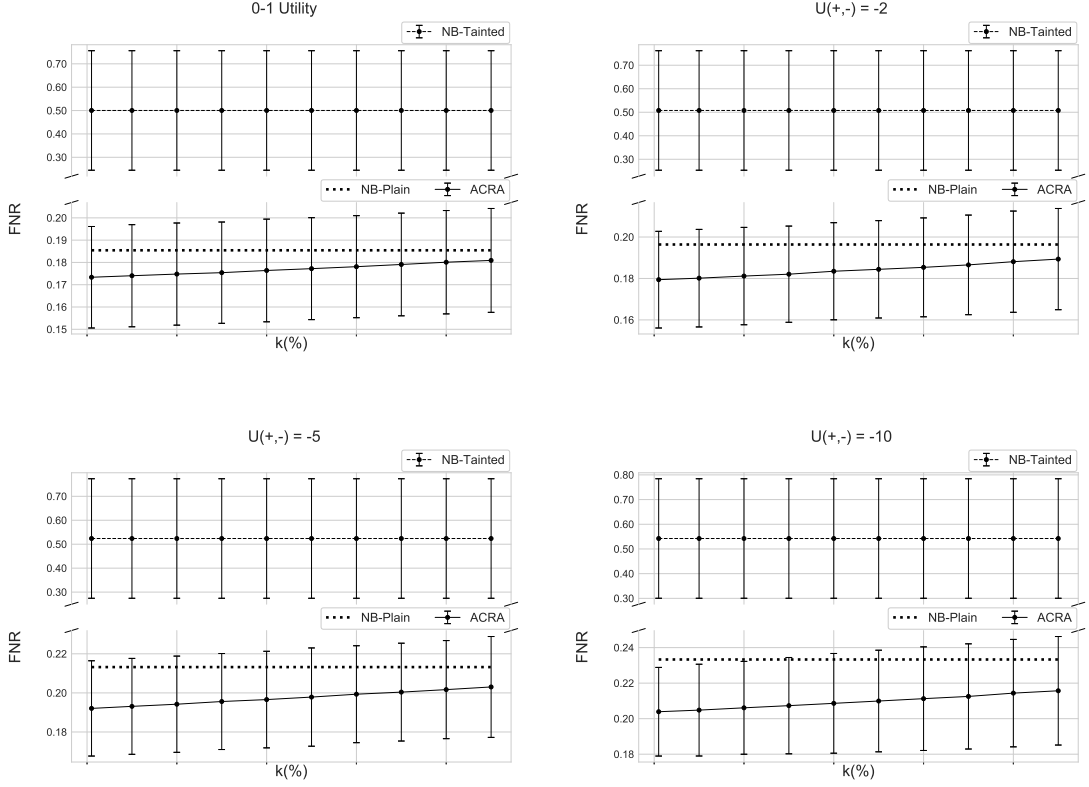 0-1 Utility
NB-Tainted
0.70
0.60
0.50
0.40
0.30
NB-Plain
ACRA
0.20
0.19
0.18
0.17
0.16
0.15
FNR
k(%)
U(+,-) = -2
NB-Tainted
0.70
0.60
0.50
0.40
0.30
NB-Plain
ACRA
0.20
0.18
0.16
FNR
k(%)
U(+,-) = -5
NB-Tainted
0.70
0.60
0.50
0.40
0.30
NB-Plain
ACRA
0.22
0.20
0.18
FNR
k(%)
U(+,-) = -10
NB-Tainted
0.80
0.70
0.60
0.50
0.40
0.30
NB-Plain
ACRA
0.24
0.22
0.20
0.18
FNR
k(%)